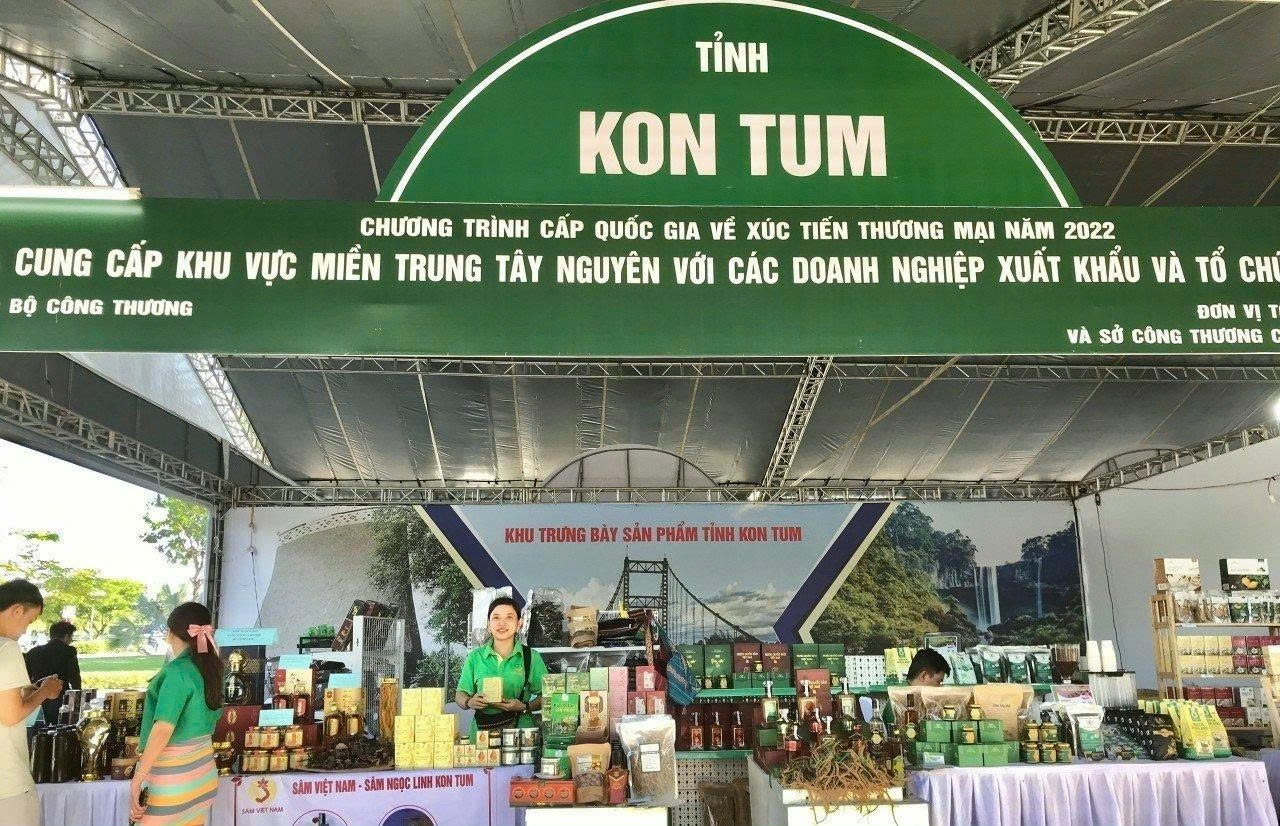 TỈNH
KON TUM
CHƯƠNG TRÌNH CẤP QUỐC GIA VỀ XÚC TIẾN THƯƠNG MẠI NĂM 2022
CUNG CẤP KHU VỰC MIỀN TRUNG TÂY NGUYÊN VỚI CÁC DOANH NGHIỆP XUẤT KHẨU VÀ TỔ CHỨ
BỘ CÔNG THƯƠNG
ĐƠN VỊ T
VÀ SỞ CÔNG THƯƠNG C
KHU TRƯNG BÀY SẢN PHẨM TỈNH KON TUM
SÂM VIỆT NAM - SÂM NGỌC LINH KON TUM
SÂM VIỆT NAM